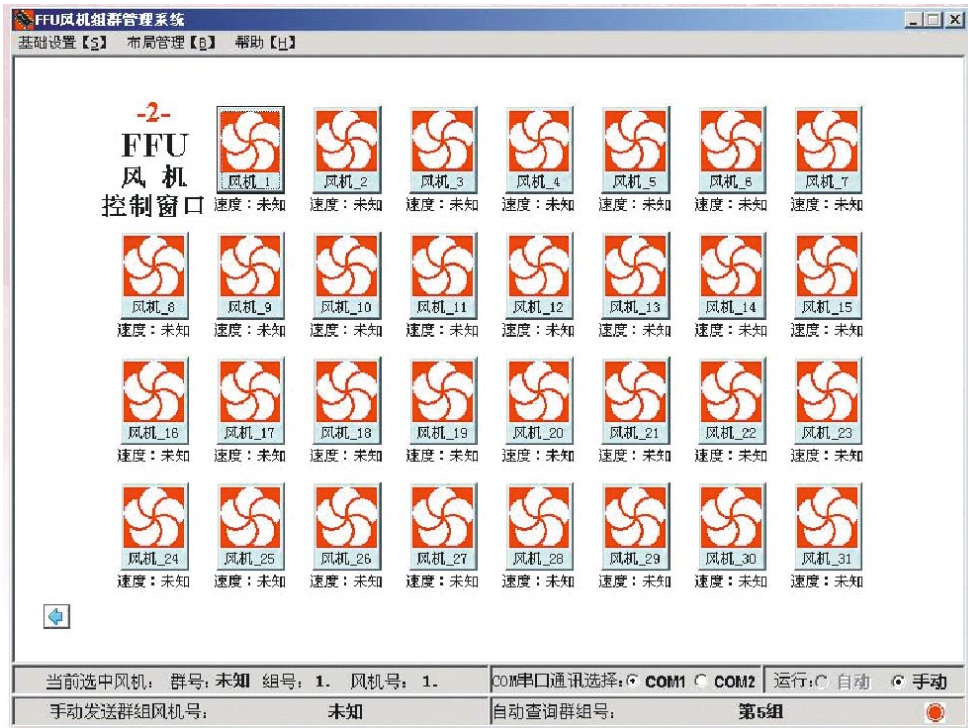 FFU风机组群管理系统
基础设置【S】 布局管理【B】 帮助【H】
-2-
FFU
风 机
控制窗口
风机_1 风机_2 风机_3 风机_4 风机_5 风机_6 风机_7
速度：未知 速度：未知 速度：未知 速度：未知 速度：未知 速度：未知 速度：未知
风机_8 风机_9 风机_10 风机_11 风机_12 风机_13 风机_14 风机_15
速度：未知 速度：未知 速度：未知 速度：未知 速度：未知 速度：未知 速度：未知 速度：未知
风机_16 风机_17 风机_18 风机_19 风机_20 风机_21 风机_22 风机_23
速度：未知 速度：未知 速度：未知 速度：未知 速度：未知 速度：未知 速度：未知 速度：未知
风机_24 风机_25 风机_26 风机_27 风机_28 风机_29 风机_30 风机_31
速度：未知 速度：未知 速度：未知 速度：未知 速度：未知 速度：未知 速度：未知 速度：未知
当前选中风机： 群号：未知 组号：1. 风机号：1. COM串口通讯选择： COM1 COM2 运行： 自动 手动
手动发送群组风机号： 未知 自动查询群组号： 第5组